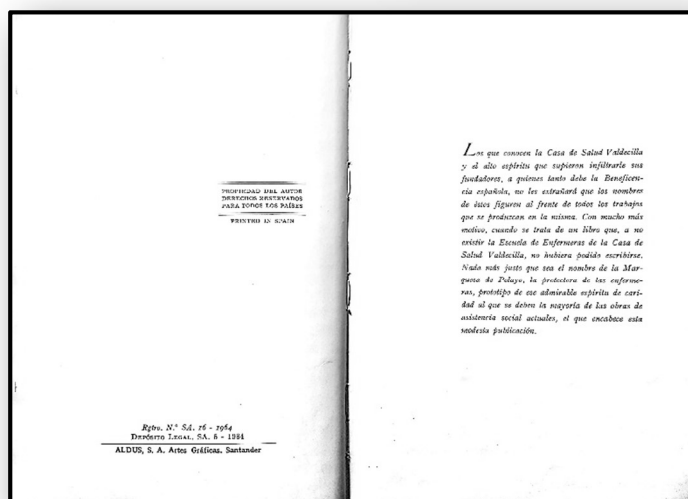 PROPIEDAD DEL AUTOR
DERECHOS RESERVADOS
PARA TODOS LOS PAÍSES
PRINTED IN SPAIN
Rgtro. N.º SA. 16 - 1964
DEPÓSITO LEGAL, SA. 5 - 1964
ALDUS, S. A. Artes Gráficas. Santander
Los que conocen la Casa de Salud Valdecilla
y el alto espíritu que supieron infiltrarle sus
fundadores, a quienes tanto debe la Beneficen-
cia española, no les extrañará que los nombres
de éstos figuren al frente de todos los trabajos
que se produzcan en la misma. Con mucho más
motivo, cuando se trata de un libro que, a no
existir la Escuela de Enfermeras de la Casa de
Salud Valdecilla, no hubiera podido escribirse.
Nada más justo que sea el nombre de la Mar-
quesa de Pelayo, la protectora de las enferme-
ras, prototipo de ese admirable espíritu de cari-
dad al que se deben la mayoría de las obras de
asistencia social actuales, el que encabece esta
modesta publicación.